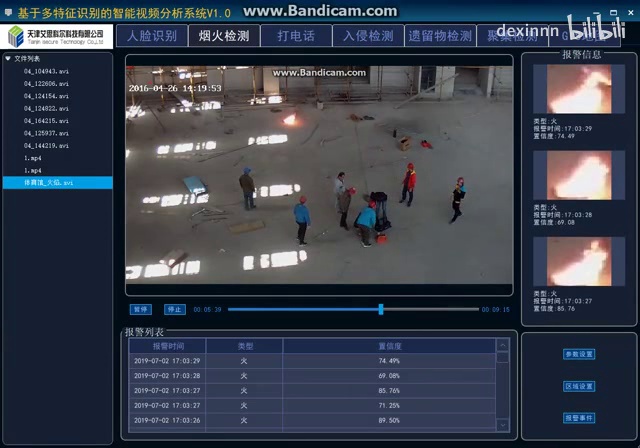 基于多特征识别的智能视频分析系统V1.0
www.Bandicam.com
dexinnn bilibili
天津艾思科尔科技有限公司
Tianjin isecure Technology Co.,Ltd
人脸识别 烟火检测 打电话 入侵检测 遗留物检测 聚集检测
文件列表
04_104943.avi
04_122606.avi
04_124154.avi
04_124922.avi
04_164215.avi
04_125937.avi
04_144219.avi
1.mp4
1.mp4
体育馆_火焰.avi
www.Bandicam.com
2016-04-26 14:19:53
暂停 停止 00:05:39 00:09:15
报警列表
报警时间 类型 置信度
2019-07-02 17:03:29 火 74.49%
2019-07-02 17:03:28 火 69.08%
2019-07-02 17:03:27 火 85.76%
2019-07-02 17:03:27 火 71.25%
2019-07-02 17:03:26 火 89.50%
报警信息
类型:火
报警时间:17:03:29
置信度:74.49
类型:火
报警时间:17:03:28
置信度:69.08
类型:火
报警时间:17:03:27
置信度:85.76
参数设置
区域设置
报警事件